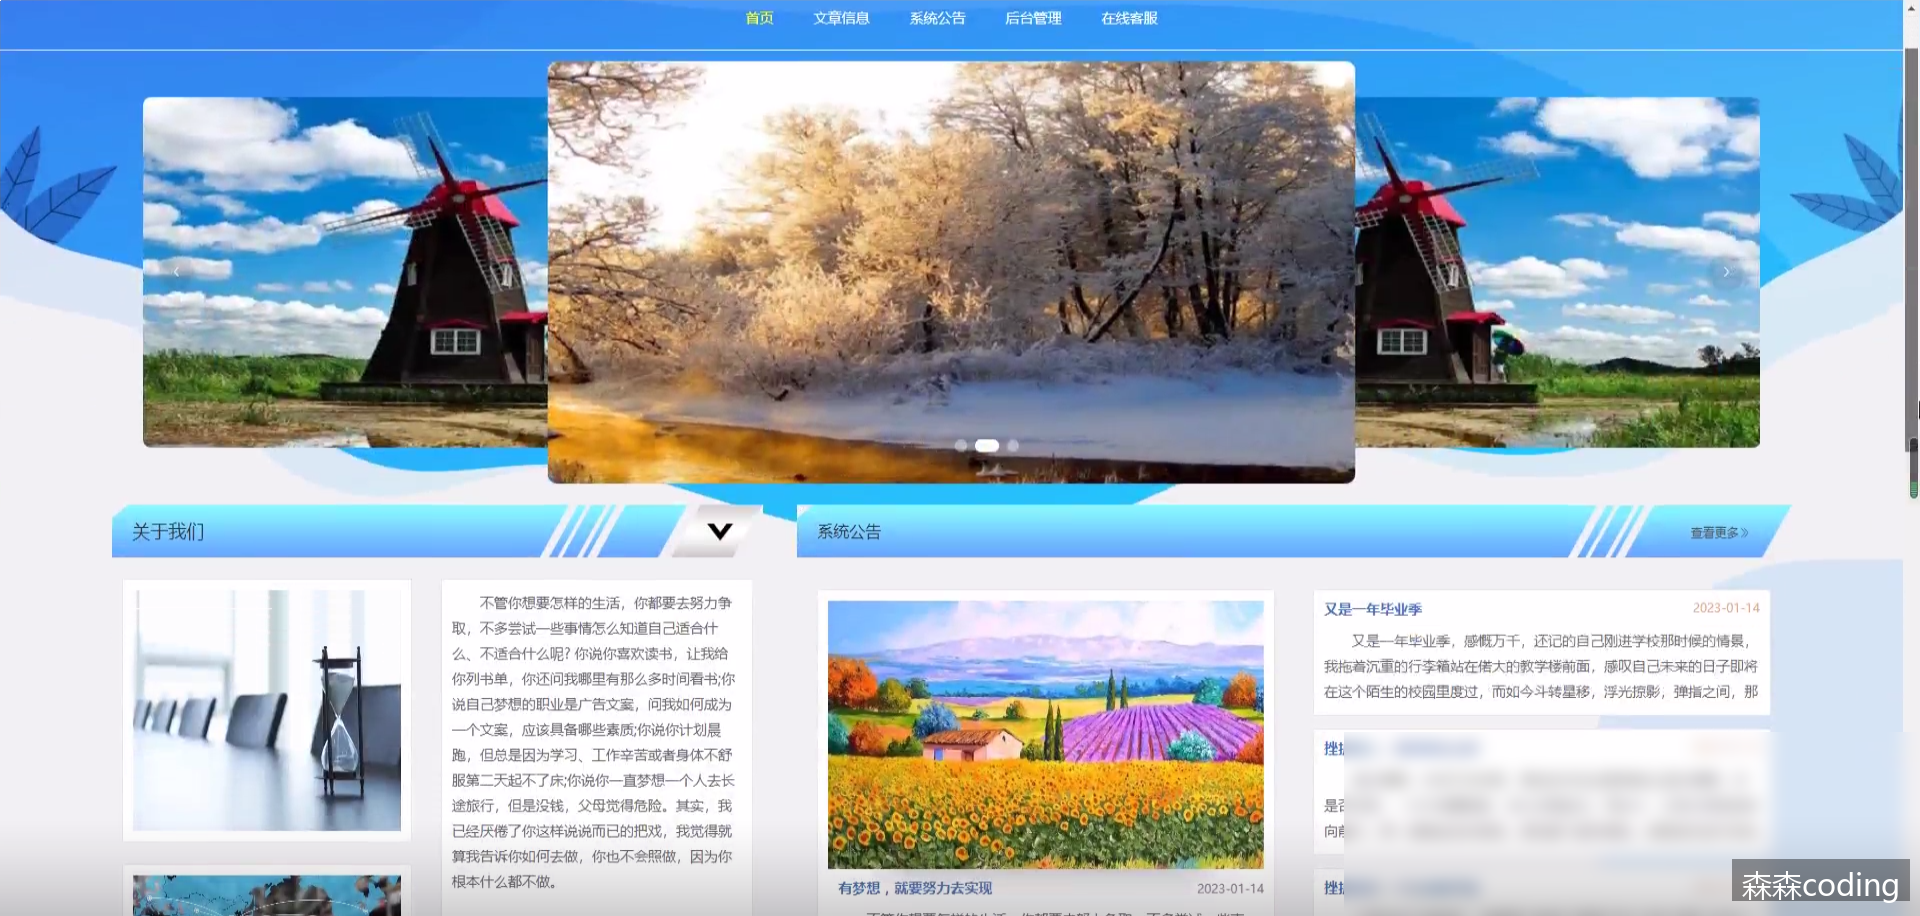 首页 文章信息 系统公告 后台管理 在线客服
关于我们
系统公告
查看更多》
不管你想要怎样的生活，你都要去努力争
取，不多尝试一些事情怎么知道自己适合什
么、不适合什么呢? 你说你喜欢读书，让我给
你列书单，你还问我哪里有那么多时间看书;你
说自己梦想的职业是广告文案，问我如何成为
一个文案，应该具备哪些素质;你说你计划晨
跑，但总是因为学习、工作辛苦或者身体不舒
服第二天起不了床;你说你一直梦想一个人去长
途旅行，但是没钱，父母觉得危险。其实，我
已经厌倦了你这样说说而已的把戏，我觉得就
算我告诉你如何去做，你也不会照做，因为你
根本什么都不做。
有梦想，就要努力去实现 2023-01-14
又是一年毕业季 2023-01-14
又是一年毕业季，感慨万千，还记的自己刚进学校那时候的情景，
我拖着沉重的行李箱站在偌大的教学楼前面，感叹自己未来的日子即将
在这个陌生的校园里度过，而如今斗转星移，浮光掠影，弹指之间，那
是否
向前
森森coding